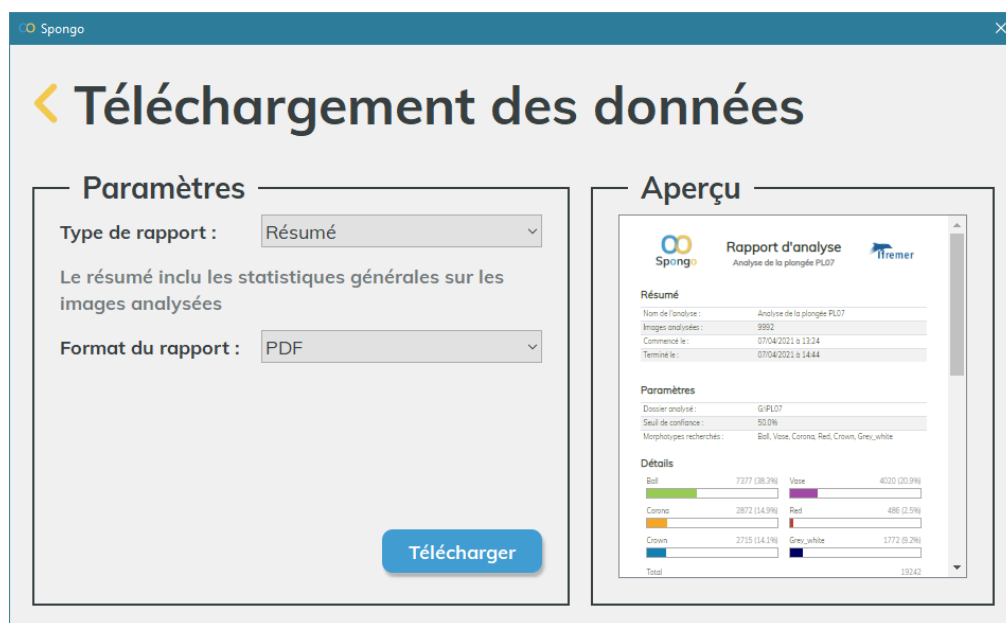 Spongo
Téléchargement des données
Paramètres
Type de rapport : Résumé
Le résumé inclu les statistiques générales sur les
images analysées
Format du rapport : PDF
Télécharger
Aperçu
Spongo
Rapport d'analyse
Analyse de la plongée PL07
Ifremer
Résumé
Nom de l'analyse : Analyse de la plongée PL07
Images analysées : 9992
Commencé le : 07/04/2021 à 13:24
Terminé le : 07/04/2021 à 14:44
Paramètres
Dossier analysé : G:\PL07
Seuil de confiance : 50.0%
Morphotypes recherchés : Ball, Vase, Corona, Red, Crown, Grey_white
Détails
Ball 7377 (38.3%) Vase 4020 (20.9%)
Corona 2872 (14.9%) Red 486 (2.5%)
Crown 2715 (14.1%) Grey_white 1772 (9.2%)
Total 19242